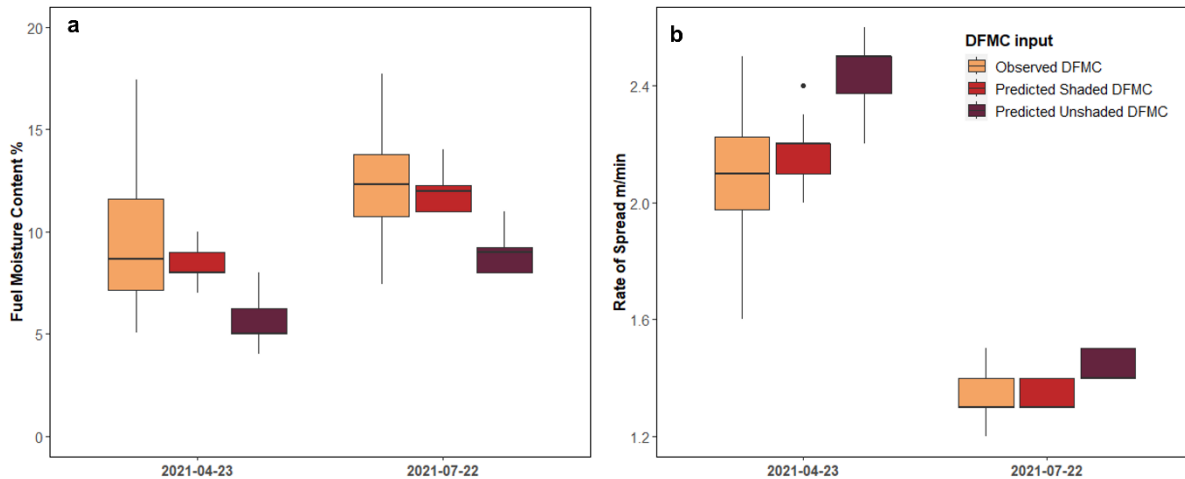 a
Fuel Moisture Content %
20
15
10
5
0
2021-04-23
2021-07-22
b
Rate of Spread m/min
2.4
2.0
1.6
1.2
2021-04-23
2021-07-22
DFMC input
Observed DFMC
Predicted Shaded DFMC
Predicted Unshaded DFMC